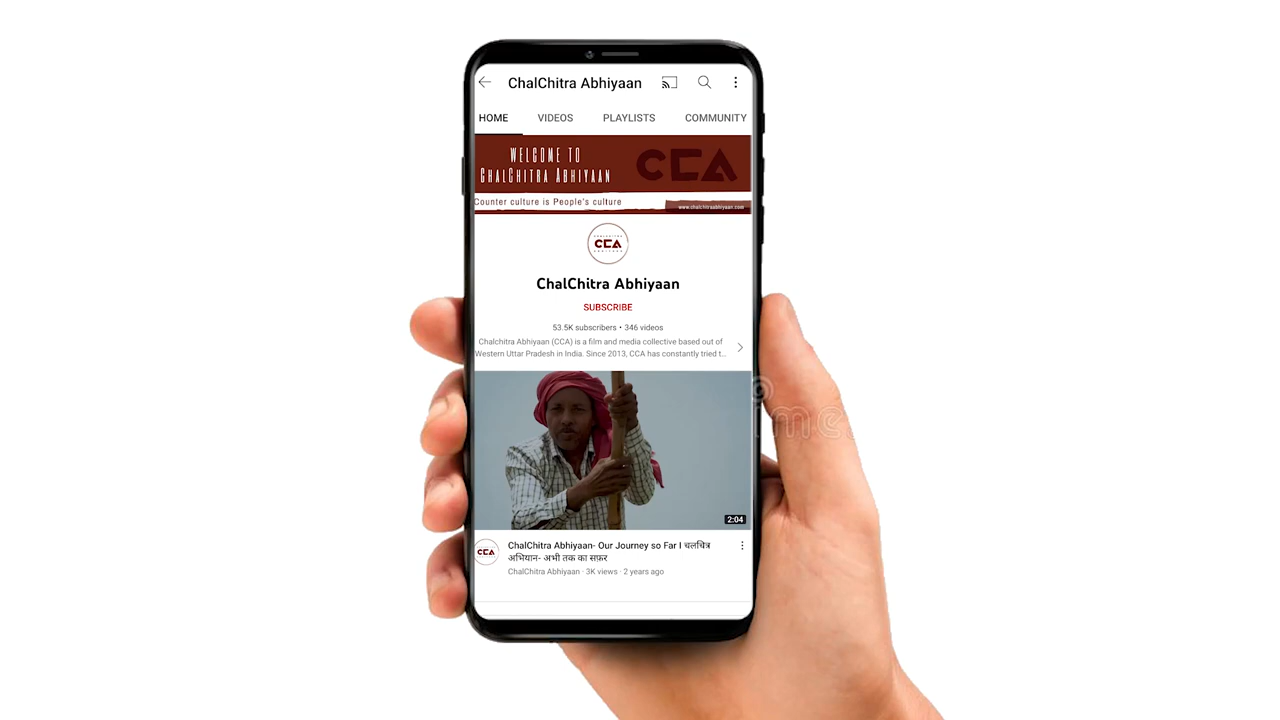 ChalChitra Abhiyaan
HOME VIDEOS PLAYLISTS COMMUNITY
WELCOME TO
CHALCHITRA ABHIYAAN
CCA
Counter culture is People's culture
www.chalchitraabhiyaan.com
CCA
ChalChitra Abhiyaan
SUBSCRIBE
53.5K subscribers • 346 videos
Chalchitra Abhiyaan (CCA) is a film and media collective based out of
Western Uttar Pradesh in India. Since 2013, CCA has constantly tried t...
2:04
CCA
ChalChitra Abhiyaan- Our Journey so Far I चलचित्र
अभियान- अभी तक का सफ़र
ChalChitra Abhiyaan · 3K views · 2 years ago